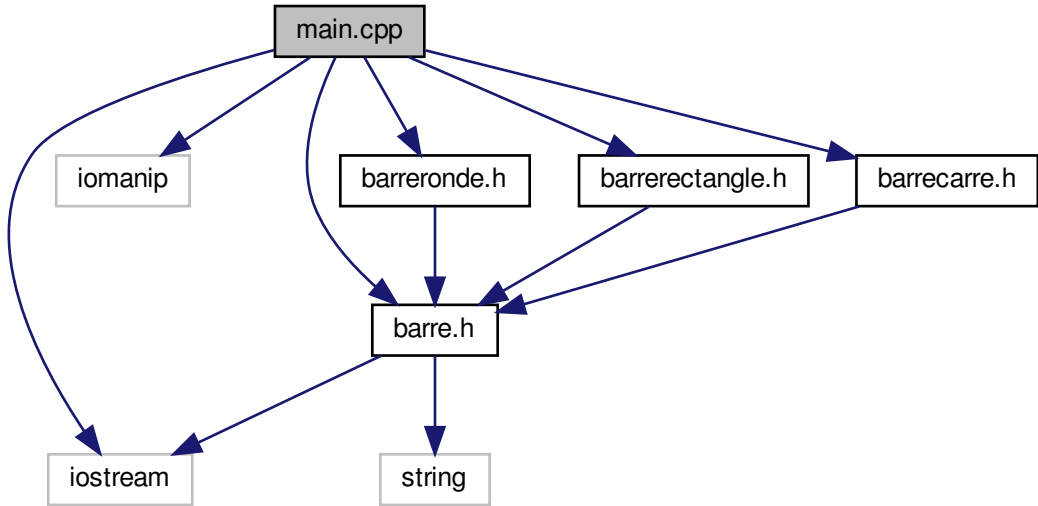 main.cpp
iomanip
barreronde.h
barrerectangle.h
barrecarre.h
barre.h
iostream
string